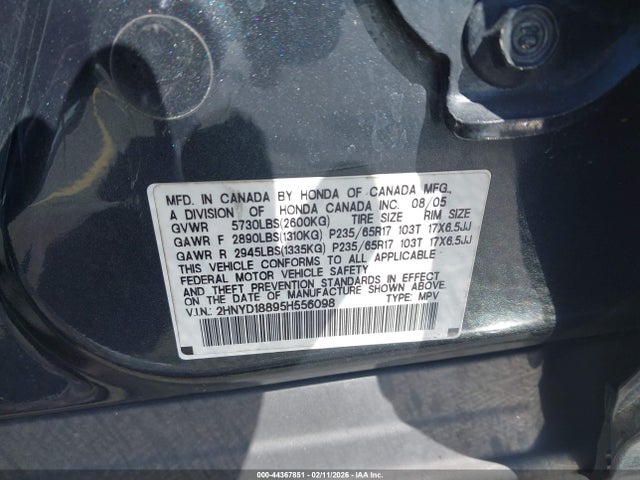 MFD. IN CANADA BY HONDA OF CANADA MFG.,
A DIVISION OF HONDA CANADA INC. 08/05
GVWR 5730LBS(2600KG) TIRE SIZE RIM SIZE
GAWR F 2890LBS(1310KG) P235/65R17 103T 17X6.5JJ
GAWR R 2945LBS(1335KG) P235/65R17 103T 17X6.5JJ
THIS VEHICLE CONFORMS TO ALL APPLICABLE
FEDERAL MOTOR VEHICLE SAFETY
STANDARDS IN EFFECT
AND THEFT PREVENTION
ON THE DATE OF MANUFACTURE SHOWN ABOVE.
V.I.N.: 2HNYD18895H556098 TYPE: MPV
000-44367851 - 02/11/2026 - IAA, Inc.